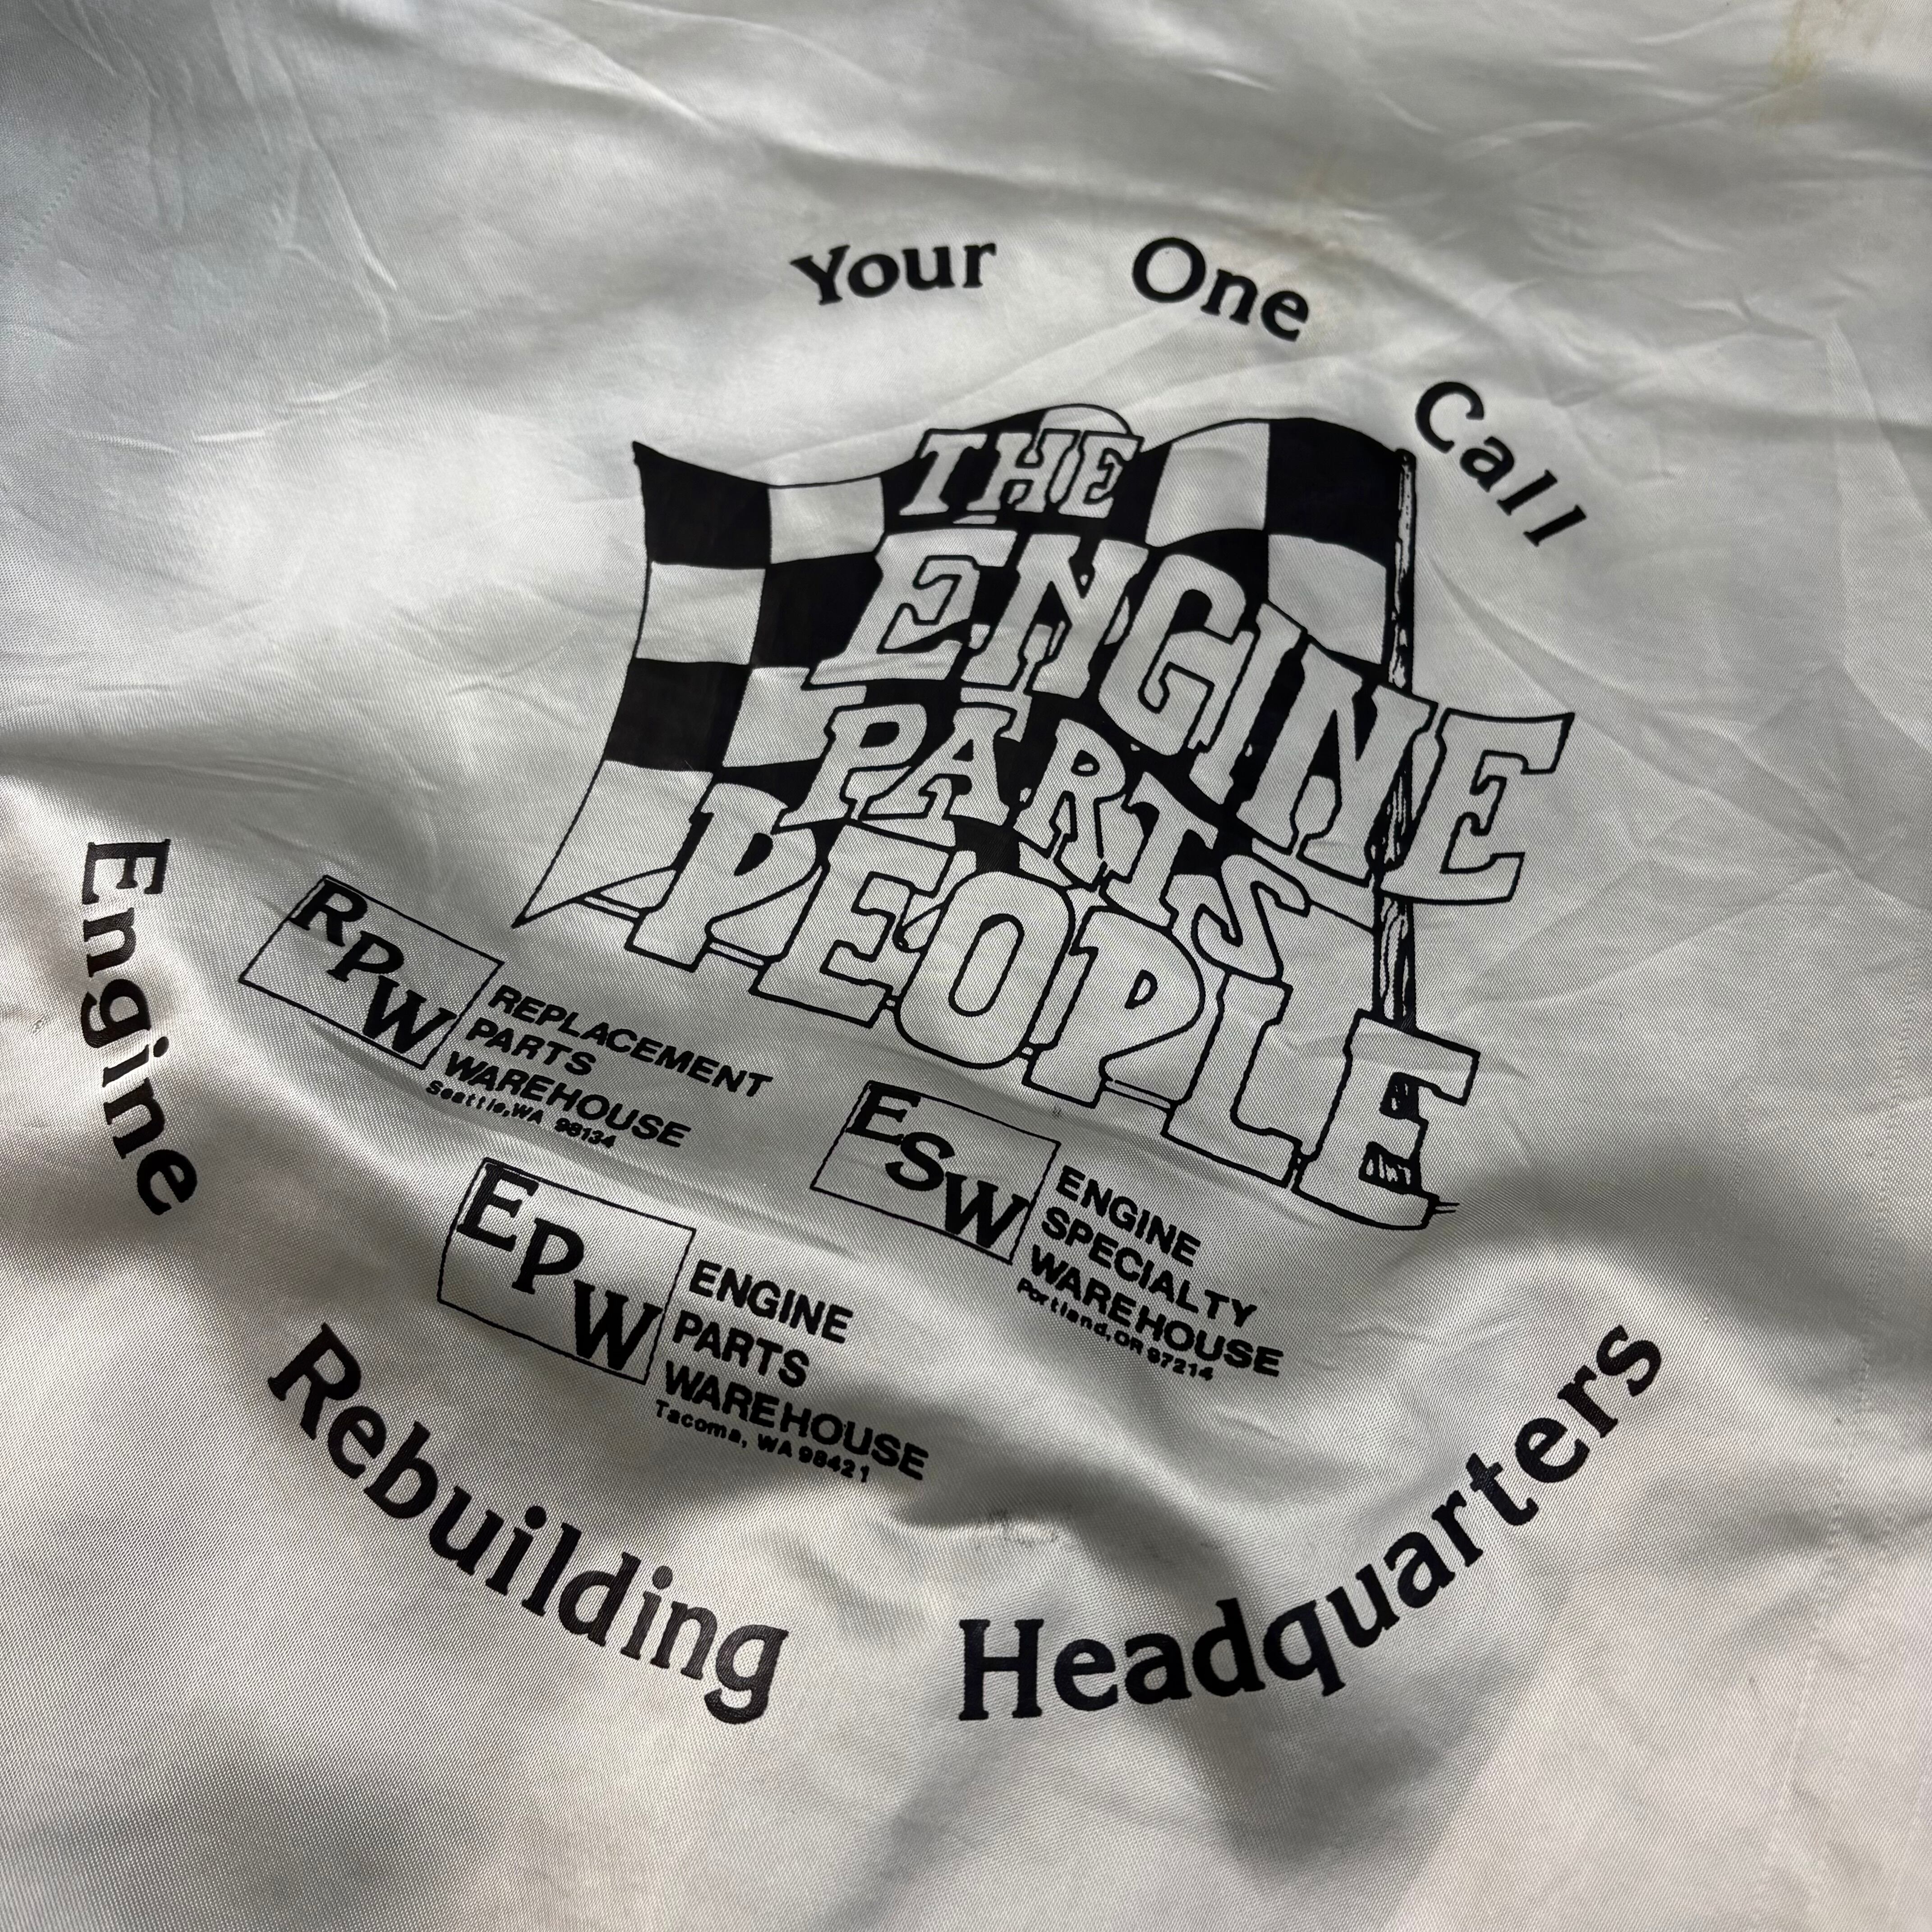 Your One Call
THE
ENGINE
PARTS
PEOPLE
RPW
REPLACEMENT
PARTS
WAREHOUSE
Seattle, WA 98134
ESW
ENGINE
SPECIALTY
WAREHOUSE
Portland, OR 97214
EPW
ENGINE
PARTS
WAREHOUSE
Tacoma, WA 98421
Engine Rebuilding Headquarters